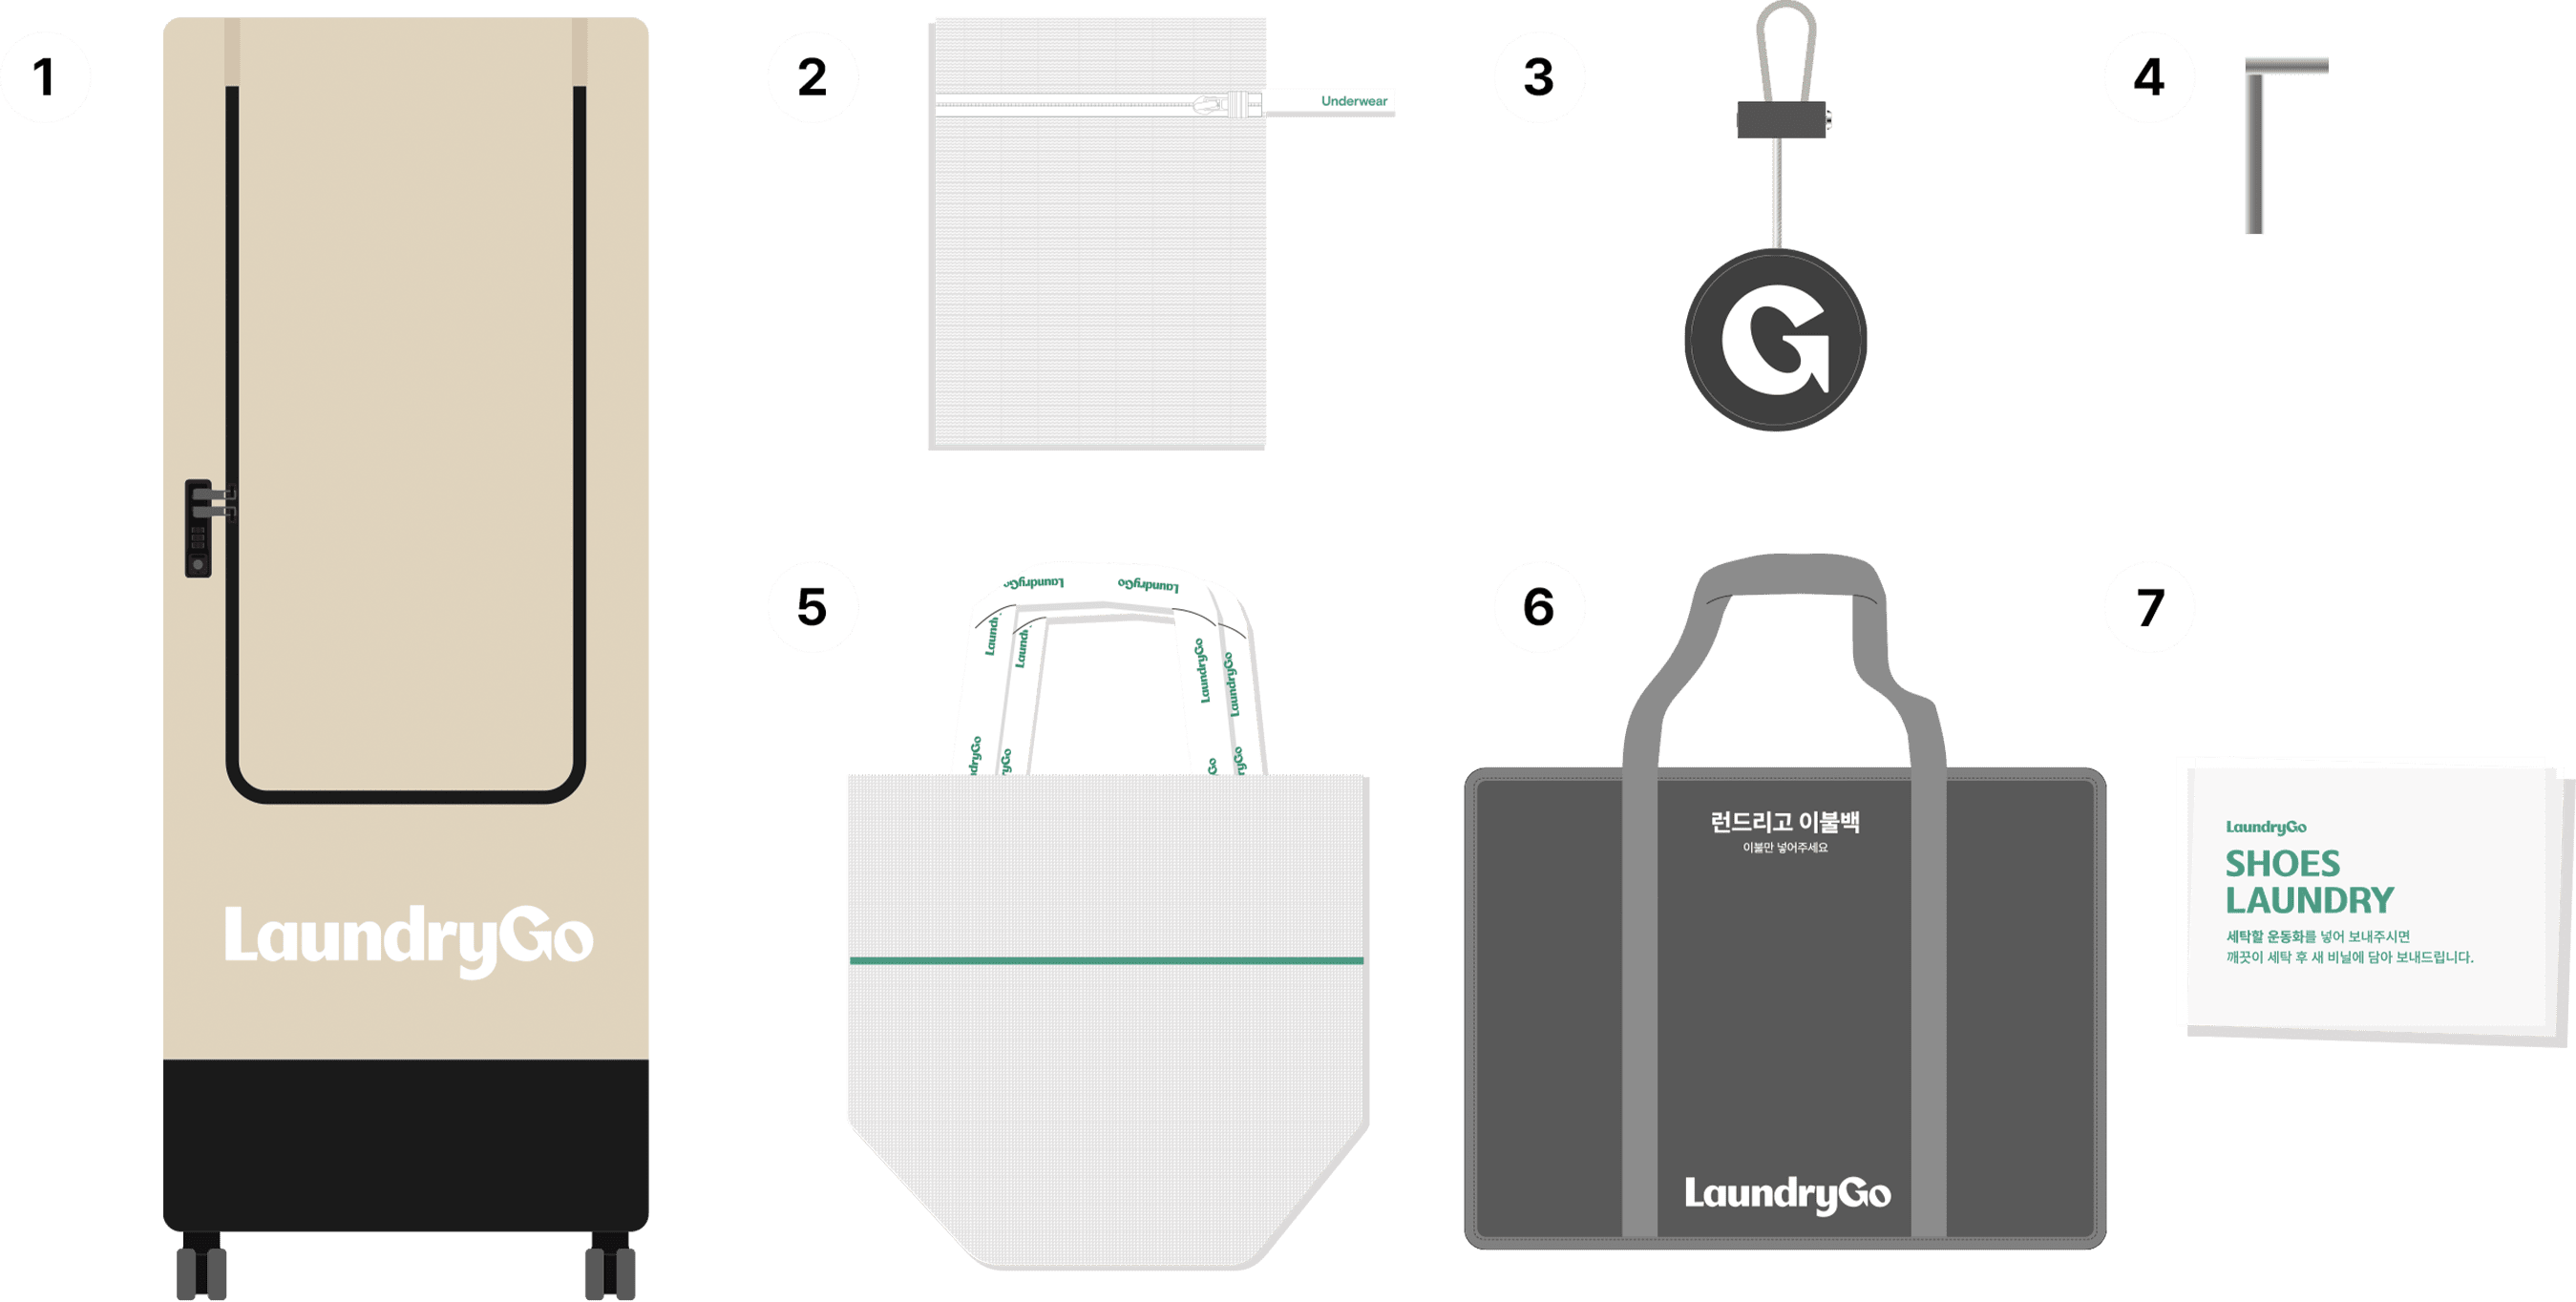 1
LaundryGo
2
Underwear
3
G
4
5
LaundryGo
LaundryGo
Laundr
Laundr
LaundryGo
LaundryGo
dryGo
yGo
Go
ryGo
6
런드리고 이불백
이불만 넣어주세요
LaundryGo
7
LaundryGo
SHOES
LAUNDRY
세탁할 운동화를 넣어 보내주시면
깨끗이 세탁 후 새 비닐에 담아 보내드립니다.